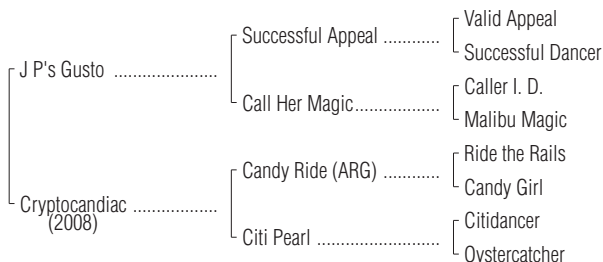 Valid Appeal
Successful Appeal ...........
Successful Dancer
J P's Gusto .....................
Caller I. D.
Call Her Magic................
Malibu Magic
Ride the Rails
Candy Ride (ARG) ...........
Candy Girl
Cryptocandiac .................
(2008)
Citidancer
Citi Pearl ........................
Oystercatcher